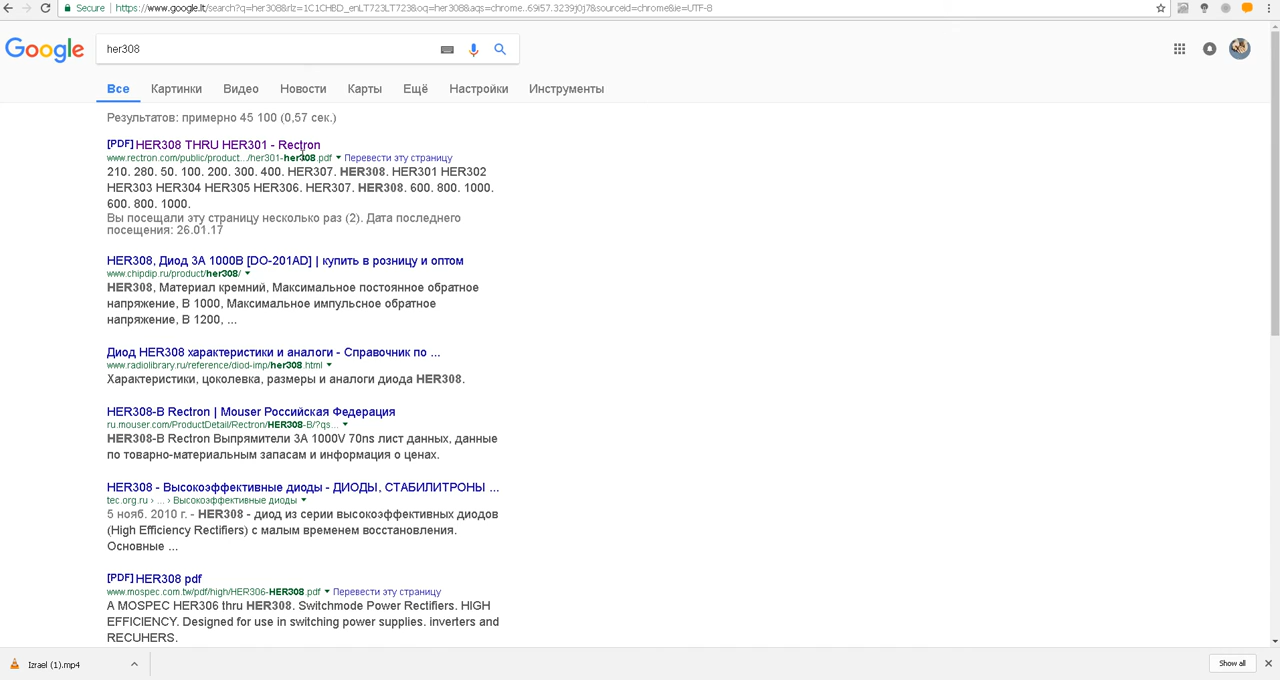 Secure https://www.google.lt/search?q=her308&rlz=1C1CHBD_enLT723LT723&oq=her308&aqs=chrome..69i57.3239j0j7&sourceid=chrome&ie=UTF-8
Google her308
Все Картинки Видео Новости Карты Ещё Настройки Инструменты
Результатов: примерно 45 100 (0,57 сек.)
[PDF] HER308 THRU HER301 - Rectron
www.rectron.com/public/product.../her301-her308.pdf ▼ Перевести эту страницу
210. 280. 50. 100. 200. 300. 400. HER307. HER308. HER301 HER302
HER303 HER304 HER305 HER306. HER307. HER308. 600. 800. 1000.
600. 800. 1000.
Вы посещали эту страницу несколько раз (2). Дата последнего
посещения: 26.01.17
HER308, Диод 3А 1000В [DO-201AD] | купить в розницу и оптом
www.chipdip.ru/product/her308/ ▼
HER308, Материал кремний, Максимальное постоянное обратное
напряжение, В 1000, Максимальное импульсное обратное
напряжение, В 1200, ...
Диод HER308 характеристики и аналоги - Справочник по ...
www.radiolibrary.ru/reference/diod-imp/her308.html ▼
Характеристики, цоколевка, размеры и аналоги диода HER308.
HER308-B Rectron | Mouser Российская Федерация
ru.mouser.com/ProductDetail/Rectron/HER308-B/?qs... ▼
HER308-B Rectron Выпрямители 3A 1000V 70ns лист данных, данные
по товарно-материальным запасам и информация о ценах.
HER308 - Высокоэффективные диоды - ДИОДЫ, СТАБИЛИТРОНЫ ...
tec.org.ru › ... › Высокоэффективные диоды ▼
5 нояб. 2010 г. - HER308 - диод из серии высокоэффективных диодов
(High Efficiency Rectifiers) с малым временем восстановления.
Основные ...
[PDF] HER308 pdf
www.mospec.com.tw/pdf/high/HER306-HER308.pdf ▼ Перевести эту страницу
A MOSPEC HER306 thru HER308. Switchmode Power Rectifiers. HIGH
EFFICIENCY. Designed for use in switching power supplies. inverters and
RECUHERS.
Izrael (1).mp4 Show all